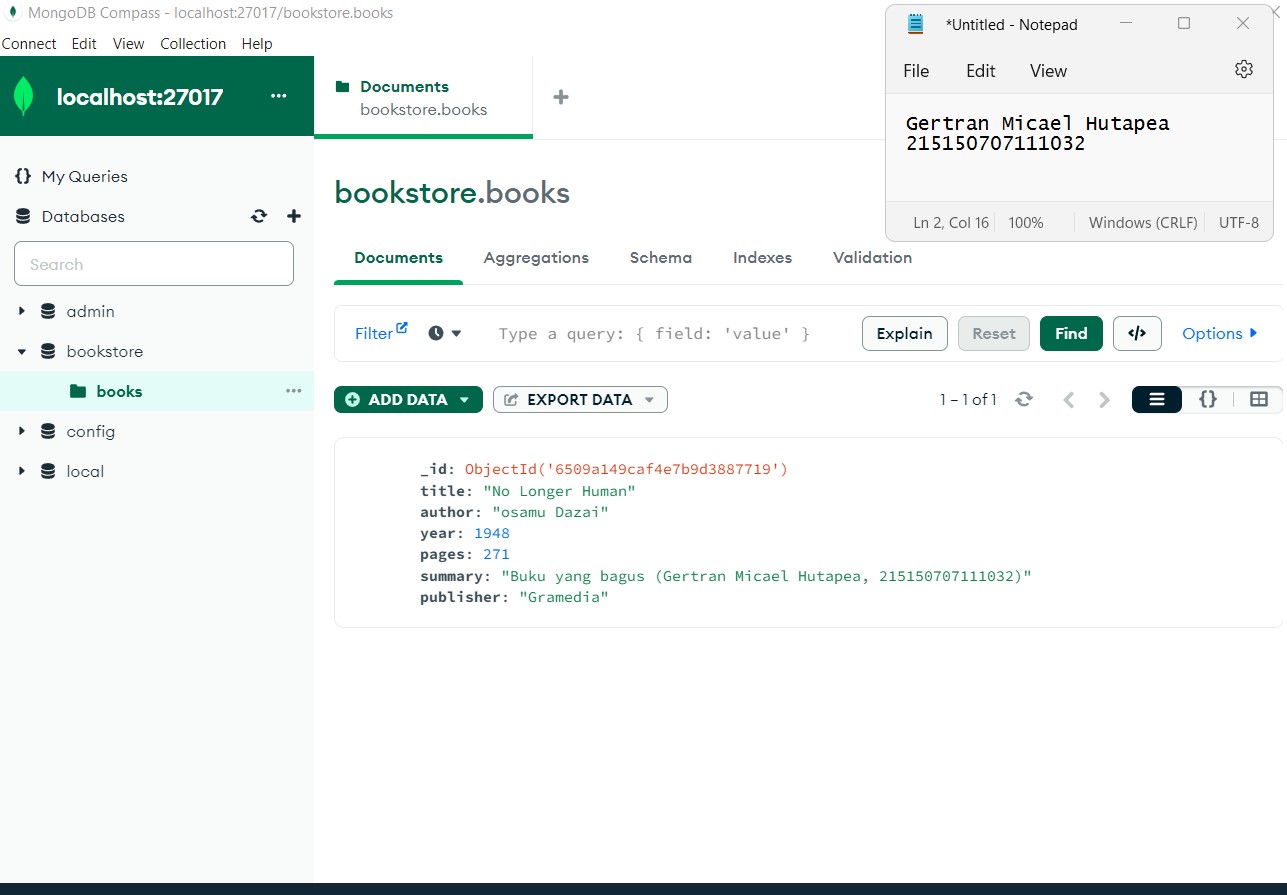 MongoDB Compass - localhost:27017/bookstore.books
Connect Edit View Collection Help
localhost:27017 ...
Documents
bookstore.books
+
{} My Queries
Databases
Search
admin
bookstore
books ...
config
local
*Untitled - Notepad
File Edit View
Gertran Micael Hutapea
215150707111032
Ln 2, Col 16 100% Windows (CRLF) UTF-8
bookstore.books
Documents Aggregations Schema Indexes Validation
Filter Type a query: { field: 'value' } Explain Reset Find </> Options
ADD DATA EXPORT DATA 1 – 1 of 1 {}
_id: ObjectId('6509a149caf4e7b9d3887719')
title: "No Longer Human"
author: "osamu Dazai"
year: 1948
pages: 271
summary: "Buku yang bagus (Gertran Micael Hutapea, 215150707111032)"
publisher: "Gramedia"